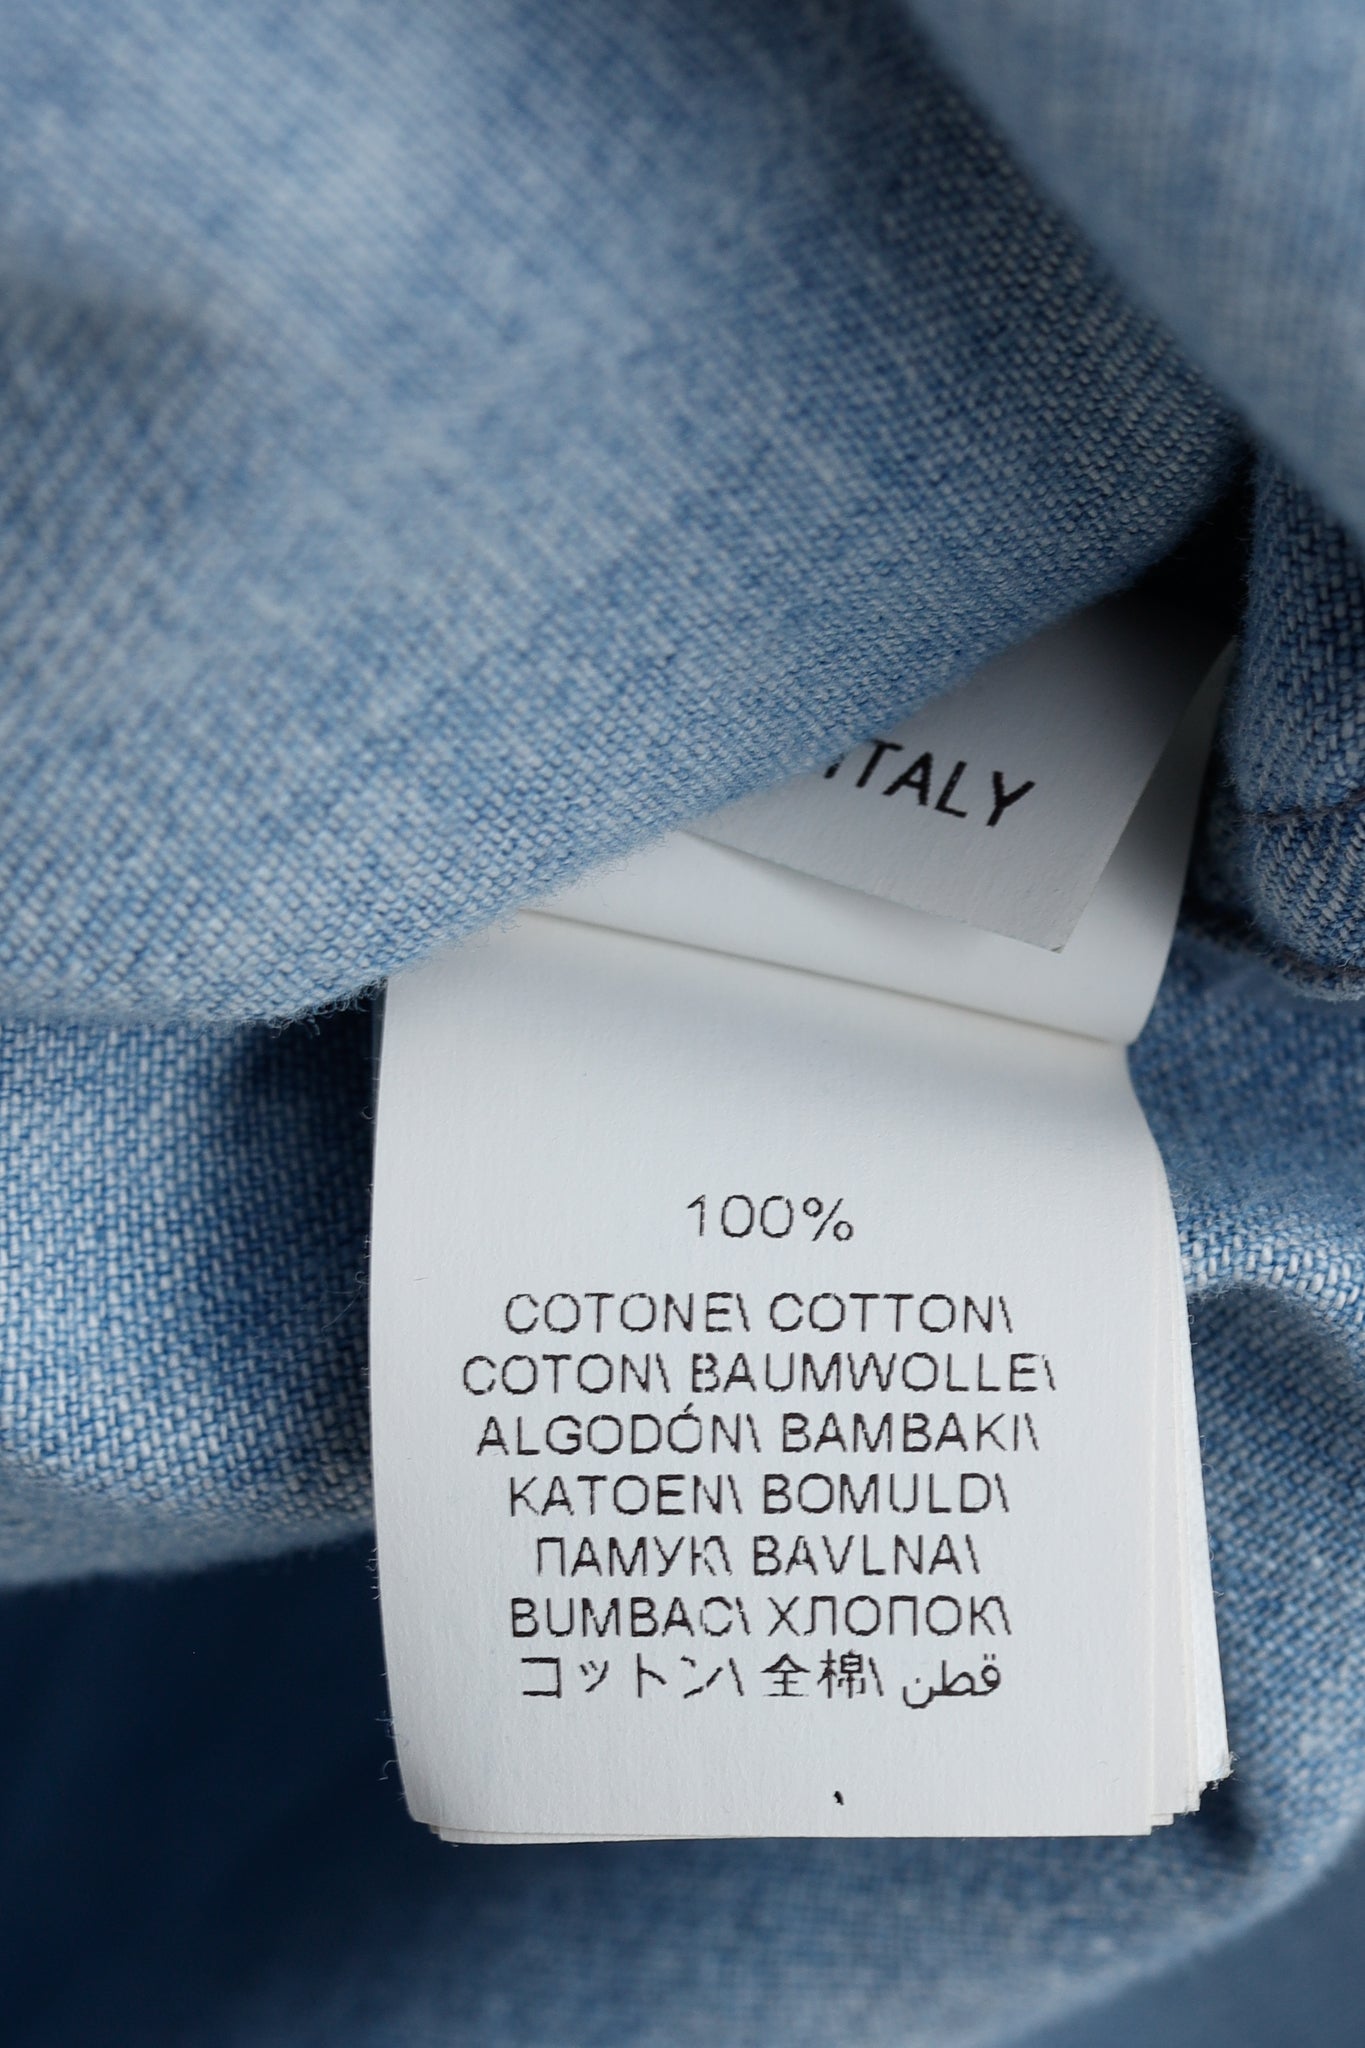 ITALY
100%
COTONE\ COTTON\
COTON\ BAUMWOLLE\
ALGODÓN\ BAMBAKI\
KATOEN\ BOMULD\
ПАМУК\ BAVLNA\
BUMBAC\ ХЛОПОК\
コットン\ 全棉\ قطن